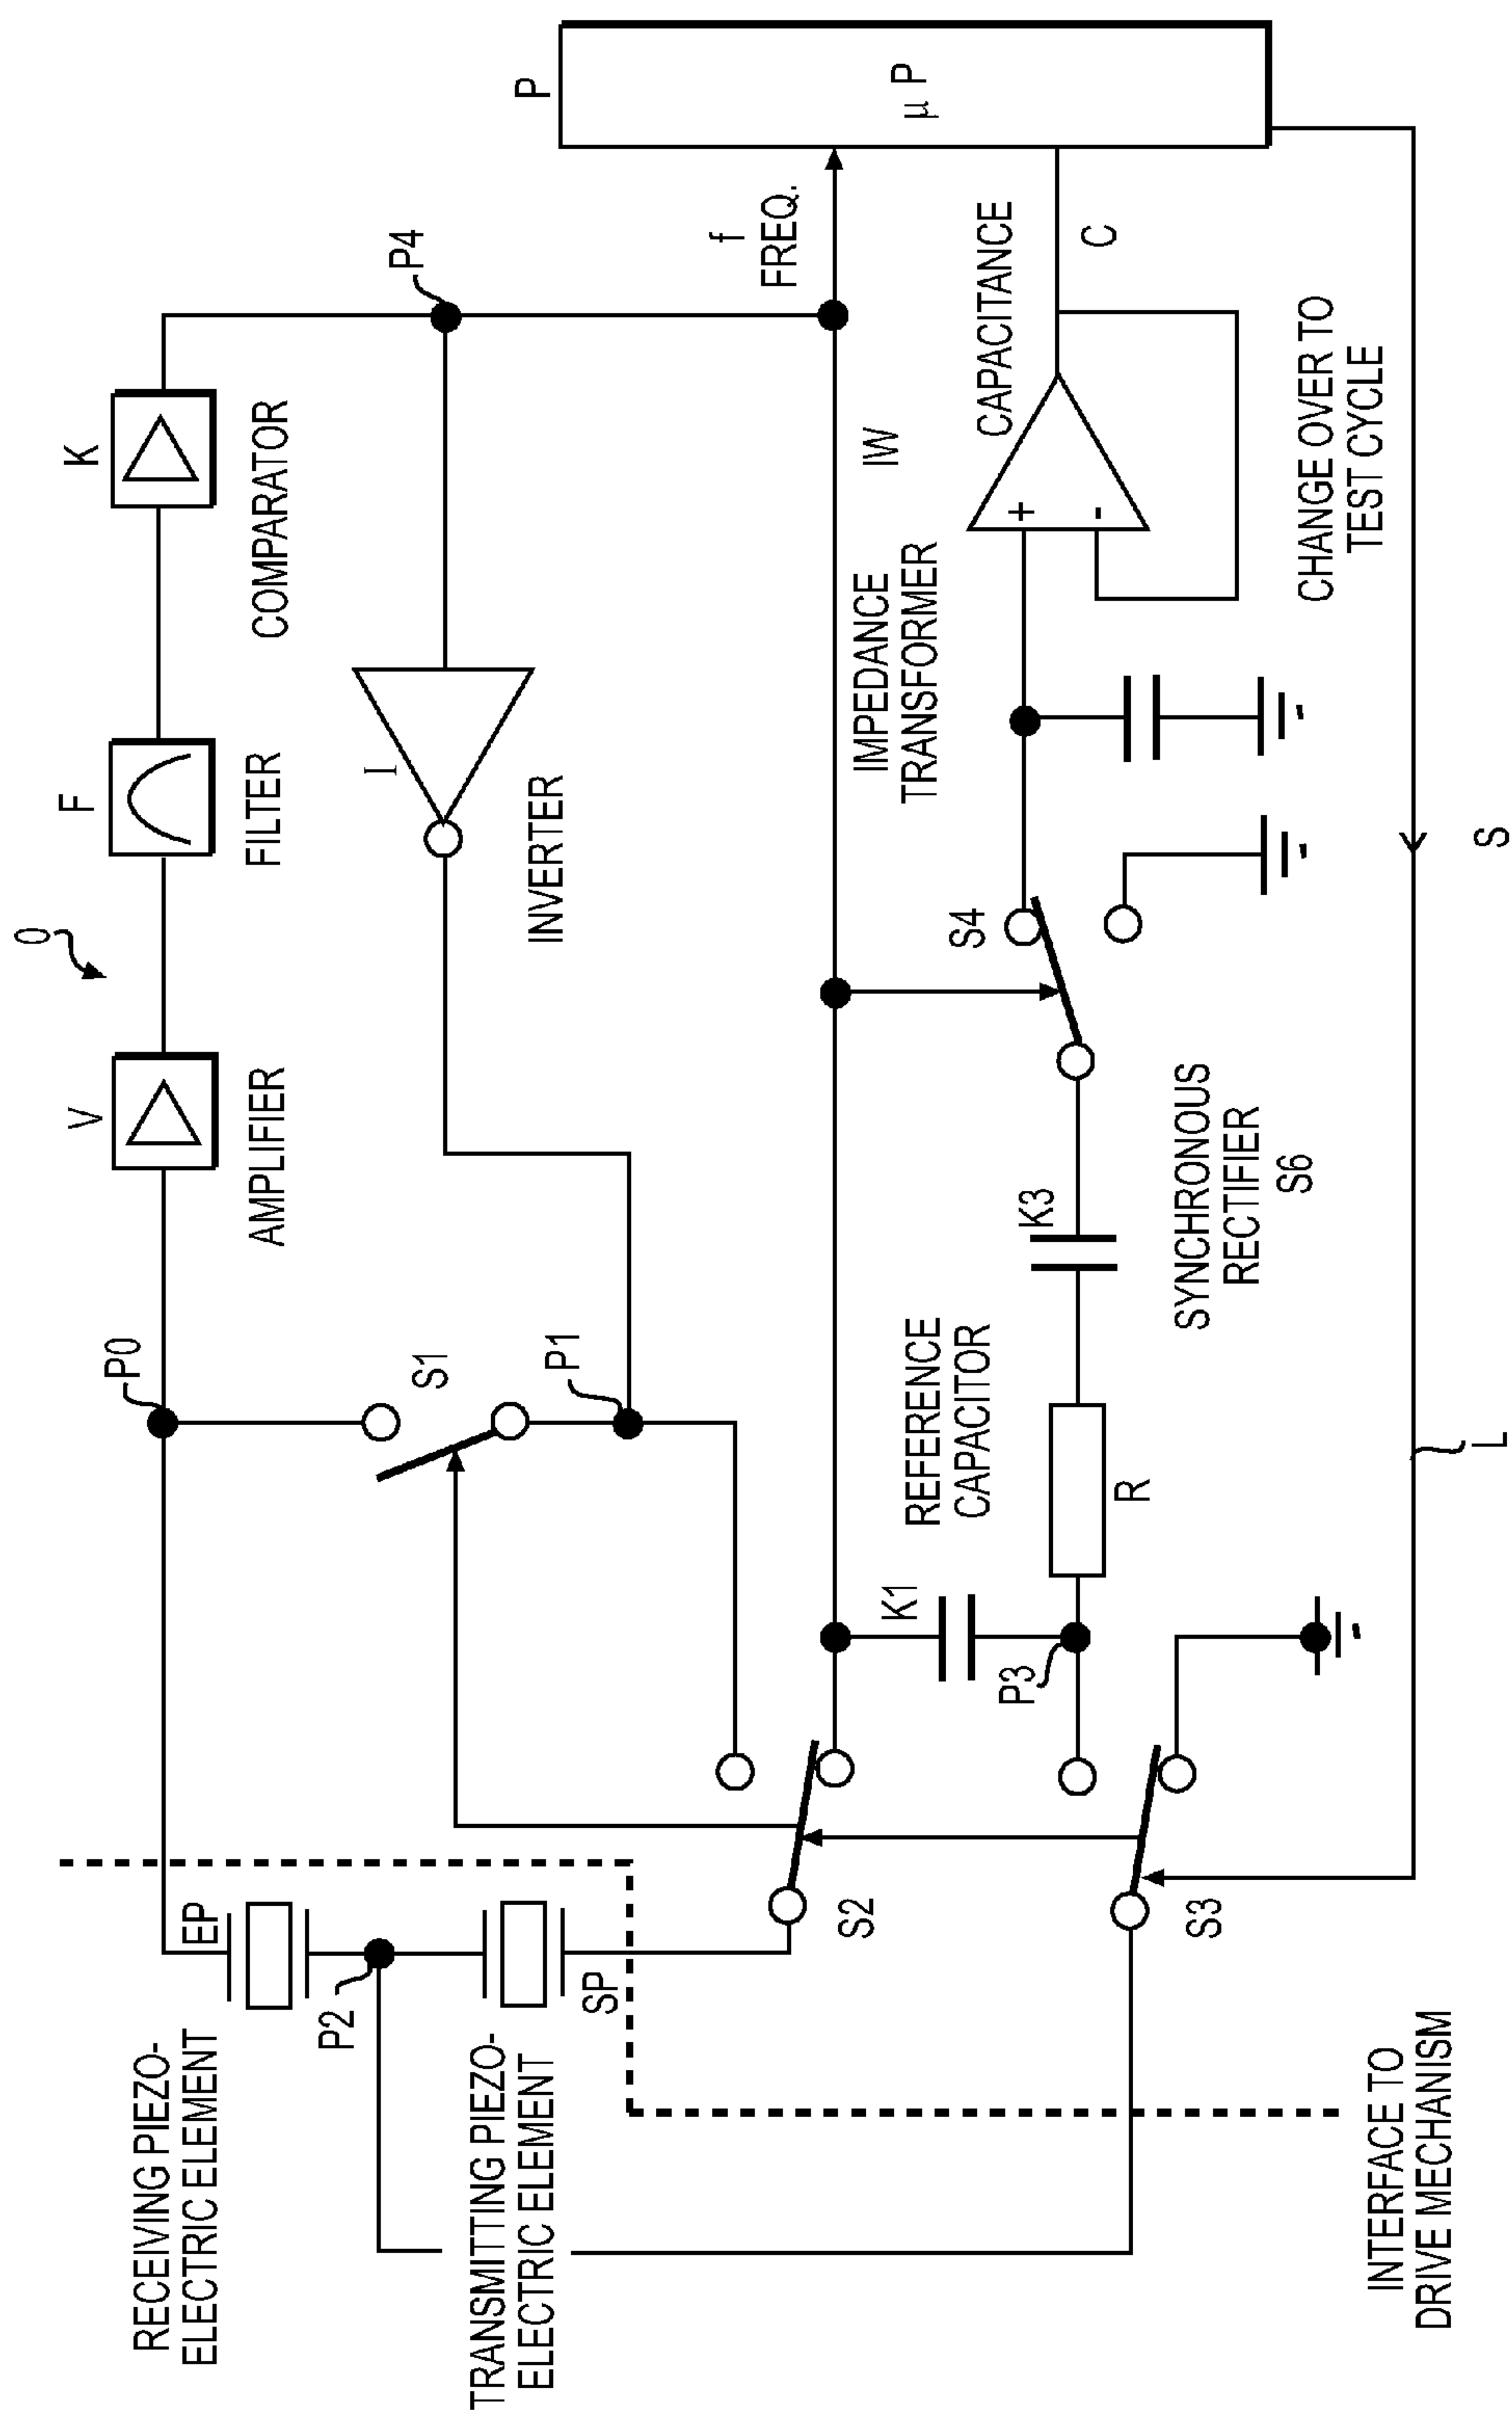 RECEIVING PIEZO-
ELECTRIC ELEMENT
EP
P2
TRANSMITTING PIEZO-
ELECTRIC ELEMENT
SP
INTERFACE TO
DRIVE MECHANISM
P0
V
AMPLIFIER
0
F
FILTER
K
COMPARATOR
P4
S1
P1
I
INVERTER
f
FREQ.
P
μP
S2
S3
K1
P3
REFERENCE
CAPACITOR
R
K3
SYNCHRONOUS
RECTIFIER
S6
S4
IMPEDANCE
TRANSFORMER
IW
+
-
CAPACITANCE
C
CHANGE OVER TO
TEST CYCLE
S
L